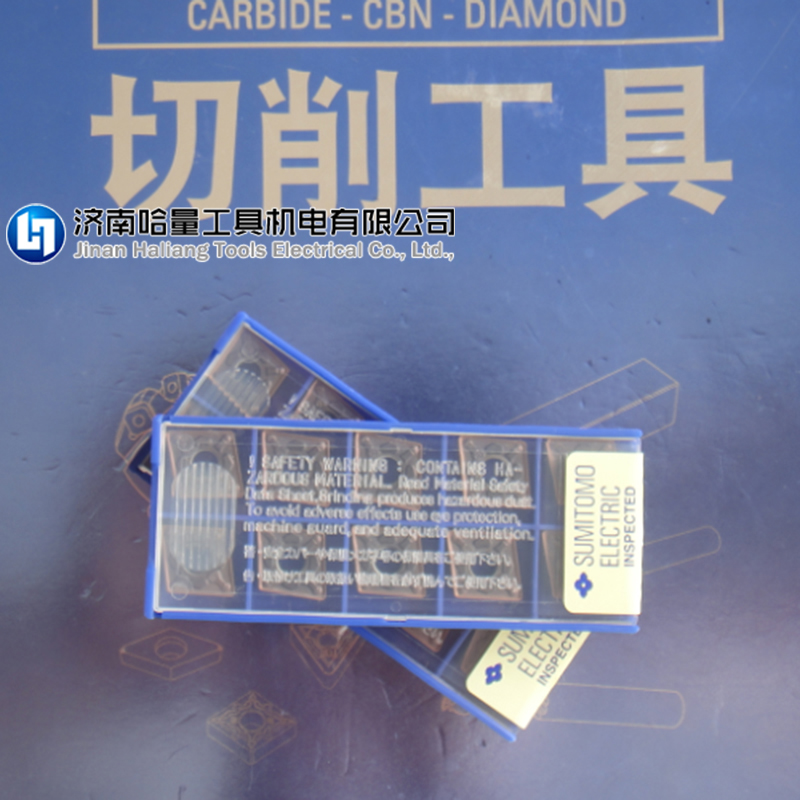 CARBIDE - CBN - DIAMOND
切削工具
济南哈量工具机电有限公司
Jinan Haliang Tools Electrical Co., Ltd.,
! SAFETY WARNING : CONTAINS HA-
ZARDOUS MATERIAL. Read Material Safety
Data Sheet. Grinding produces hazardous dust.
To avoid adverse effects use eye protection,
machine guard, and adequate ventilation.
SUMITOMO
ELECTRIC
INSPECTED
ELECT
INSPECTE